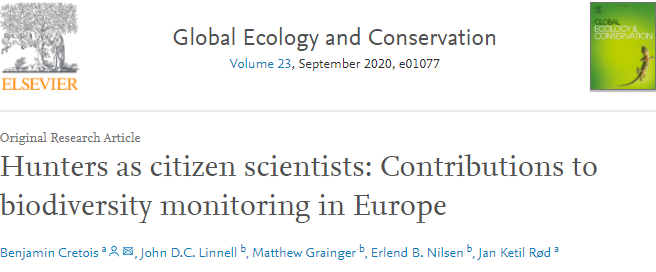 Global Ecology and Conservation
Volume 23, September 2020, e01077
ELSEVIER
GLOBAL
ECOLOGY &
CONSERVATION
Original Research Article
Hunters as citizen scientists: Contributions to
biodiversity monitoring in Europe
Benjamin Cretois a, John D.C. Linnell b, Matthew Grainger b, Erlend B. Nilsen b, Jan Ketil Rød a